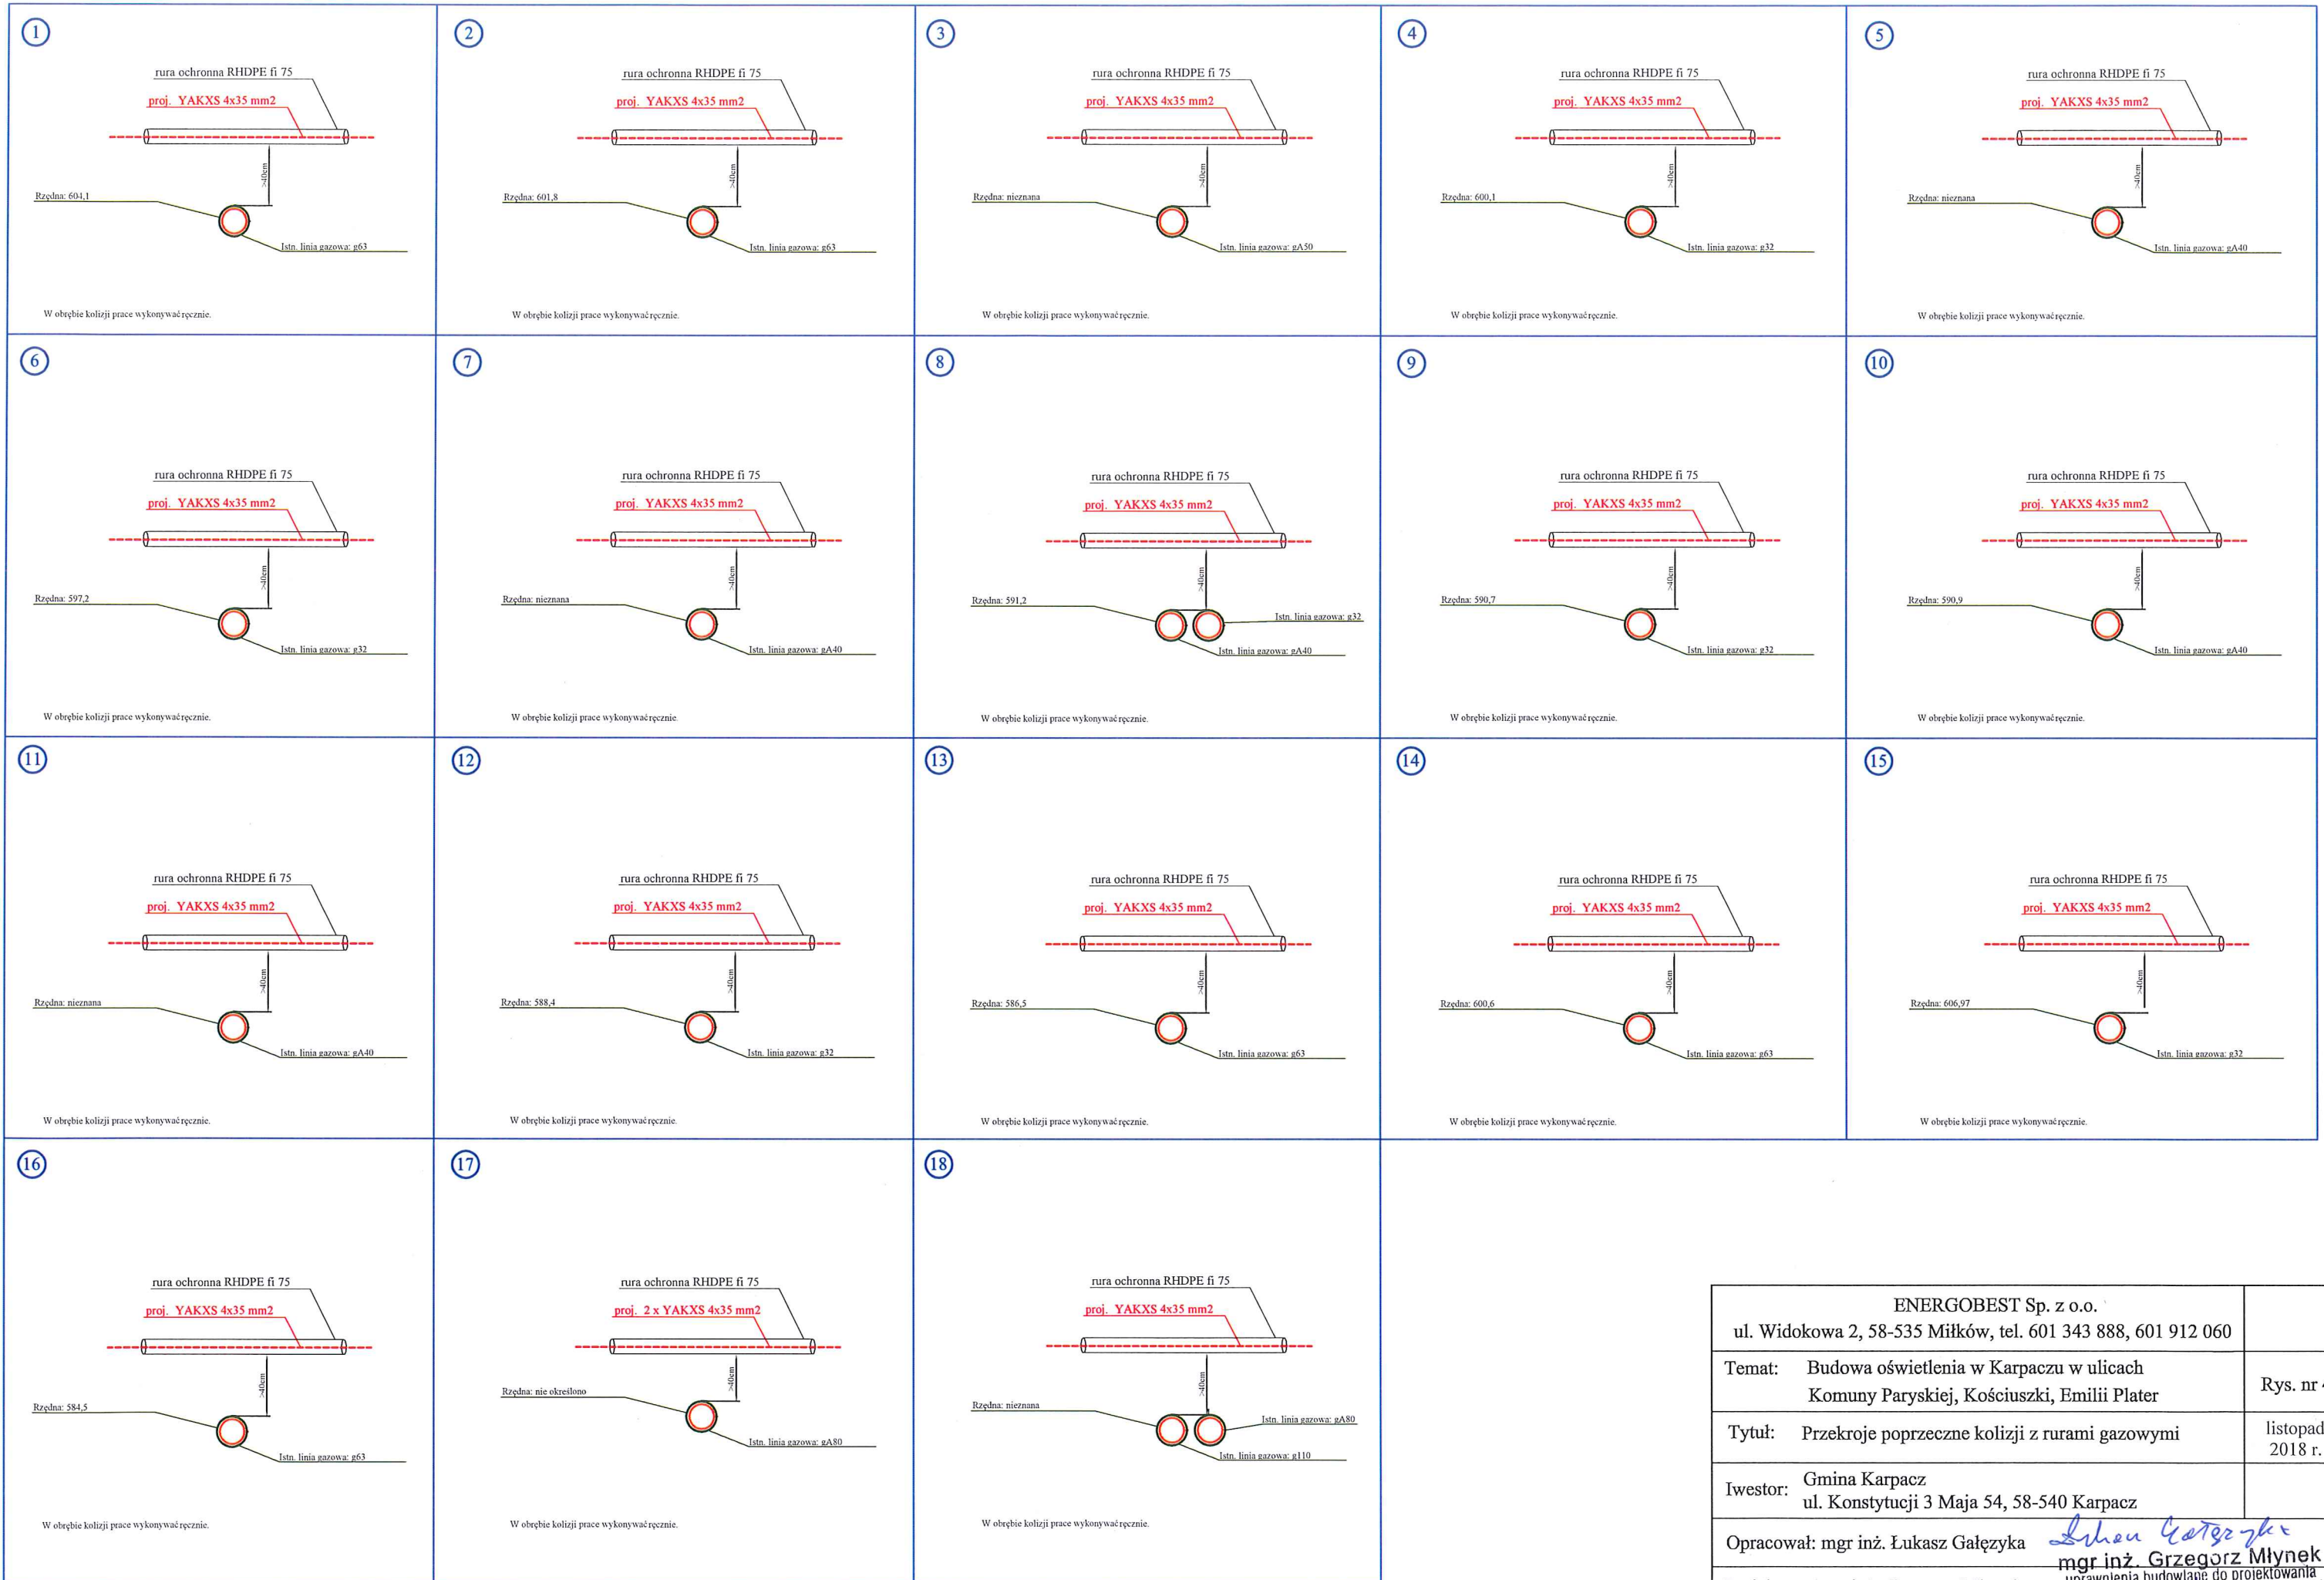 1
rura ochronna RHDPE fi 75
proj. YAKXS 4x35 mm2
>40cm
Rzędna: 604,1
Istn. linia gazowa: g63
W obrębie kolizji prace wykonywać ręcznie.
2
rura ochronna RHDPE fi 75
proj. YAKXS 4x35 mm2
>40cm
Rzędna: 601,8
Istn. linia gazowa: g63
W obrębie kolizji prace wykonywać ręcznie.
3
rura ochronna RHDPE fi 75
proj. YAKXS 4x35 mm2
>40cm
Rzędna: nieznana
Istn. linia gazowa: gA50
W obrębie kolizji prace wykonywać ręcznie.
4
rura ochronna RHDPE fi 75
proj. YAKXS 4x35 mm2
>40cm
Rzędna: 600,1
Istn. linia gazowa: g32
W obrębie kolizji prace wykonywać ręcznie.
5
rura ochronna RHDPE fi 75
proj. YAKXS 4x35 mm2
>40cm
Rzędna: nieznana
Istn. linia gazowa: gA40
W obrębie kolizji prace wykonywać ręcznie.
6
rura ochronna RHDPE fi 75
proj. YAKXS 4x35 mm2
>40cm
Rzędna: 597,2
Istn. linia gazowa: g32
W obrębie kolizji prace wykonywać ręcznie.
7
rura ochronna RHDPE fi 75
proj. YAKXS 4x35 mm2
>40cm
Rzędna: nieznana
Istn. linia gazowa: gA40
W obrębie kolizji prace wykonywać ręcznie.
8
rura ochronna RHDPE fi 75
proj. YAKXS 4x35 mm2
>40cm
Rzędna: 591,2
Istn. linia gazowa: g32
Istn. linia gazowa: gA40
W obrębie kolizji prace wykonywać ręcznie.
9
rura ochronna RHDPE fi 75
proj. YAKXS 4x35 mm2
>40cm
Rzędna: 590,7
Istn. linia gazowa: g32
W obrębie kolizji prace wykonywać ręcznie.
10
rura ochronna RHDPE fi 75
proj. YAKXS 4x35 mm2
>40cm
Rzędna: 590,9
Istn. linia gazowa: gA40
W obrębie kolizji prace wykonywać ręcznie.
11
rura ochronna RHDPE fi 75
proj. YAKXS 4x35 mm2
>40cm
Rzędna: nieznana
Istn. linia gazowa: gA40
W obrębie kolizji prace wykonywać ręcznie.
12
rura ochronna RHDPE fi 75
proj. YAKXS 4x35 mm2
>40cm
Rzędna: 588,4
Istn. linia gazowa: g32
W obrębie kolizji prace wykonywać ręcznie.
13
rura ochronna RHDPE fi 75
proj. YAKXS 4x35 mm2
>40cm
Rzędna: 586,5
Istn. linia gazowa: g63
W obrębie kolizji prace wykonywać ręcznie.
14
rura ochronna RHDPE fi 75
proj. YAKXS 4x35 mm2
>40cm
Rzędna: 600,6
Istn. linia gazowa: g63
W obrębie kolizji prace wykonywać ręcznie.
15
rura ochronna RHDPE fi 75
proj. YAKXS 4x35 mm2
>40cm
Rzędna: 606,97
Istn. linia gazowa: g32
W obrębie kolizji prace wykonywać ręcznie.
16
rura ochronna RHDPE fi 75
proj. YAKXS 4x35 mm2
>40cm
Rzędna: 584,5
Istn. linia gazowa: g63
W obrębie kolizji prace wykonywać ręcznie.
17
rura ochronna RHDPE fi 75
proj. 2 x YAKXS 4x35 mm2
>40cm
Rzędna: nie określono
Istn. linia gazowa: gA80
W obrębie kolizji prace wykonywać ręcznie.
18
rura ochronna RHDPE fi 75
proj. YAKXS 4x35 mm2
>40cm
Rzędna: nieznana
Istn. linia gazowa: gA80
Istn. linia gazowa: g110
W obrębie kolizji prace wykonywać ręcznie.
ENERGOBEST Sp. z o.o.
ul. Widokowa 2, 58-535 Miłków, tel. 601 343 888, 601 912 060
Temat: Budowa oświetlenia w Karpaczu w ulicach
Komuny Paryskiej, Kościuszki, Emilii Plater
Rys. nr
Tytuł: Przekroje poprzeczne kolizji z rurami gazowymi
listopad
2018 r.
Iwestor: Gmina Karpacz
ul. Konstytucji 3 Maja 54, 58-540 Karpacz
Opracował: mgr inż. Łukasz Gałęzyka
mgr inż. Grzegorz Młynek
uprawnienia budowlane do projektowania